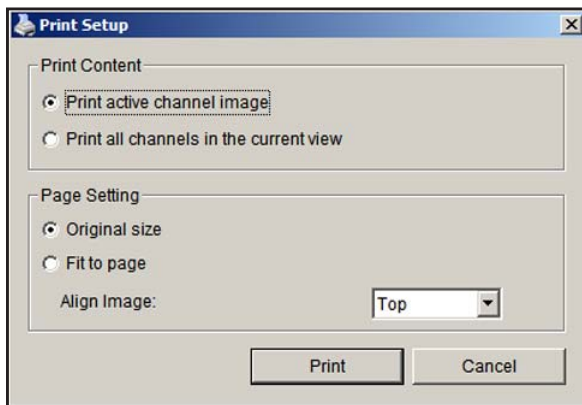 Print Setup
Print Content
Print active channel image
Print all channels in the current view
Page Setting
Original size
Fit to page
Align Image: Top
Print Cancel